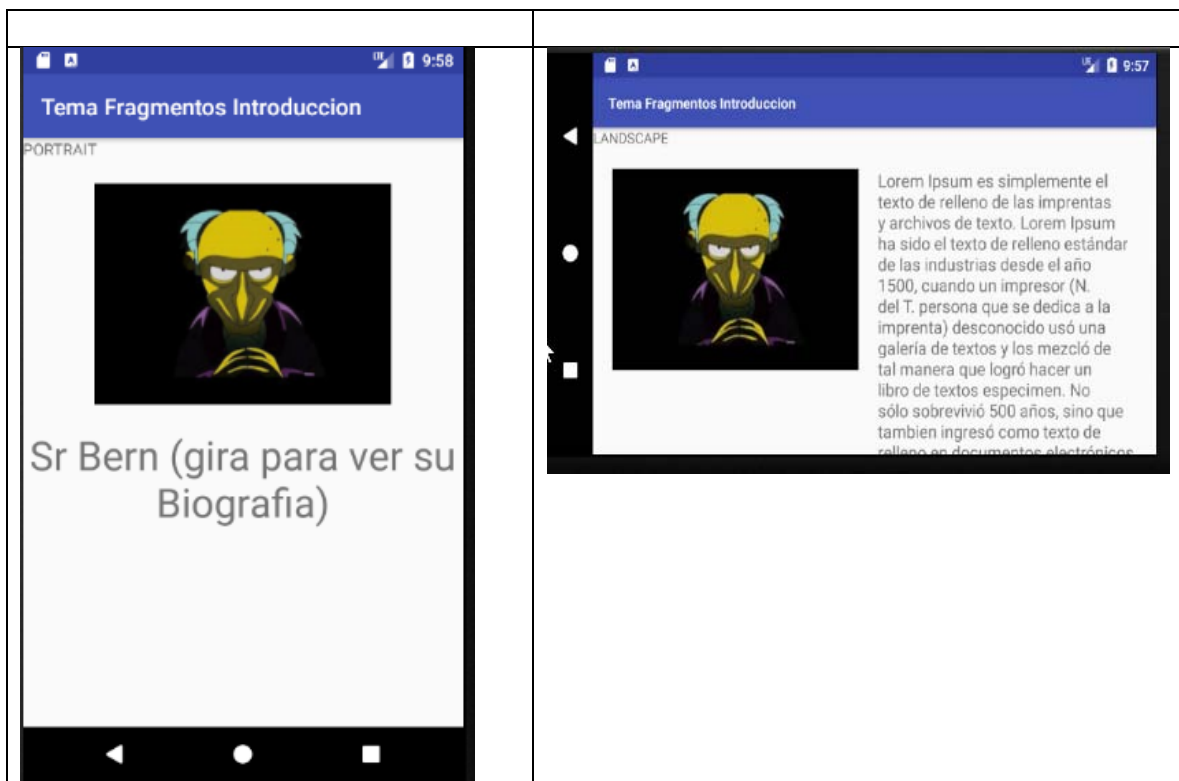 9:58
Tema Fragmentos Introduccion
PORTRAIT
Sr Bern (gira para ver su
Biografia)
9:57
Tema Fragmentos Introduccion
LANDSCAPE
Lorem Ipsum es simplemente el
texto de relleno de las imprentas
y archivos de texto. Lorem Ipsum
ha sido el texto de relleno estándar
de las industrias desde el año
1500, cuando un impresor (N.
del T. persona que se dedica a la
imprenta) desconocido usó una
galería de textos y los mezcló de
tal manera que logró hacer un
libro de textos especimen. No
sólo sobrevivió 500 años, sino que
tambien ingresó como texto de
relleno en documentos electrónicos